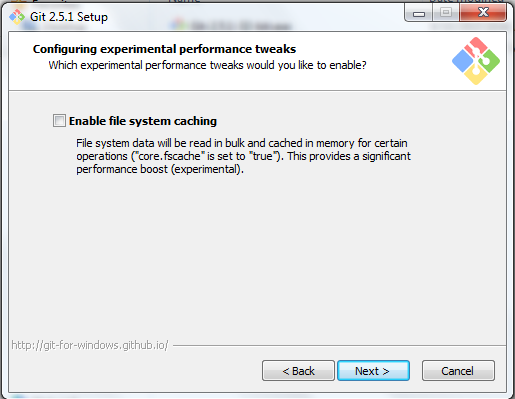 Name
Date modified
Git 2.5.1 Setup
Configuring experimental performance tweaks
Which experimental performance tweaks would you like to enable?
Enable file system caching
File system data will be read in bulk and cached in memory for certain
operations ("core.fscache" is set to "true"). This provides a significant
performance boost (experimental).
http://git-for-windows.github.io/
< Back
Next >
Cancel